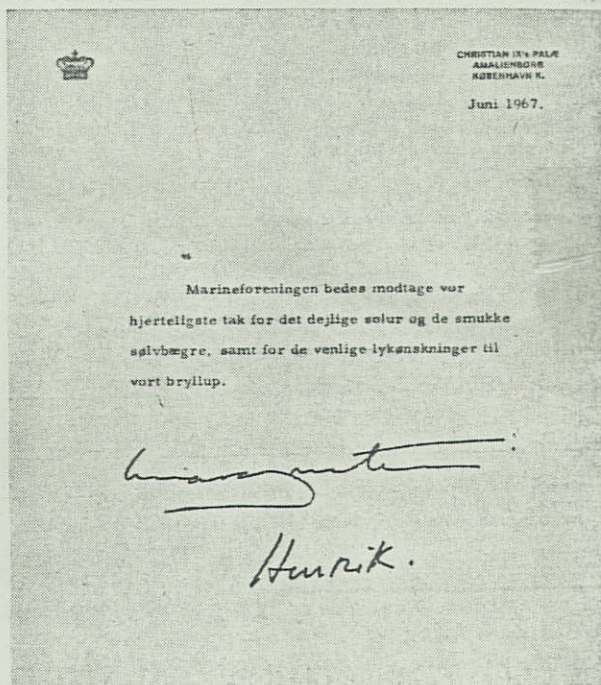 CHRISTIAN IX's PALÆ
AMALIENBORG
KØBENHAVN K.
Juni 1967.
Marineforeningen bedes modtage vor
hjerteligste tak for det dejlige solur og de smukke
sølvbægre, samt for de venlige lykønskninger til
vort bryllup.
Henrik.